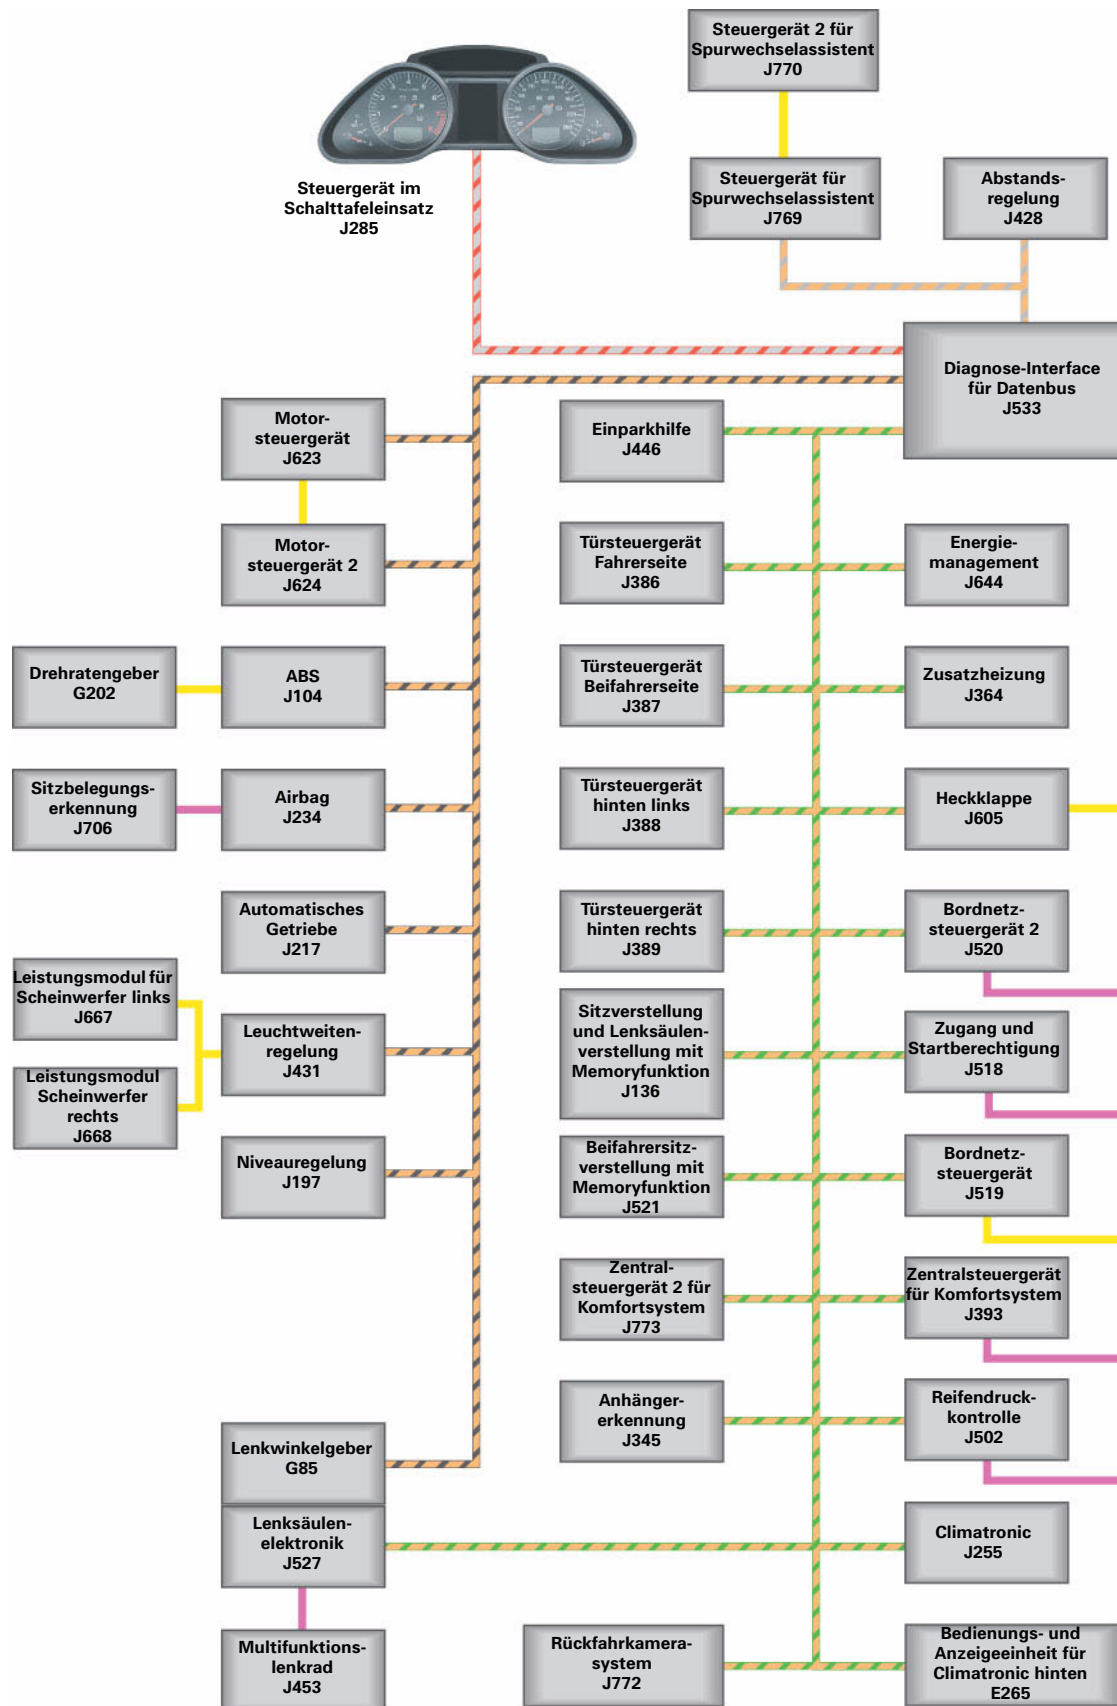 Steuergerät 2 für
Spurwechselassistent
J770
Steuergerät im
Schalttafeleinsatz
J285
Steuergerät für
Spurwechselassistent
J769
Abstands-
regelung
J428
Diagnose-Interface
für Datenbus
J533
Motor-
steuergerät
J623
Einparkhilfe
J446
Motor-
steuergerät 2
J624
Türsteuergerät
Fahrerseite
J386
Energie-
management
J644
Drehratengeber
G202
ABS
J104
Türsteuergerät
Beifahrerseite
J387
Zusatzheizung
J364
Sitzbelegungs-
erkennung
J706
Airbag
J234
Türsteuergerät
hinten links
J388
Heckklappe
J605
Automatisches
Getriebe
J217
Türsteuergerät
hinten rechts
J389
Bordnetz-
steuergerät 2
J520
Leistungsmodul für
Scheinwerfer links
J667
Leistungsmodul
Scheinwerfer
rechts
J668
Leuchtweiten-
regelung
J431
Sitzverstellung
und Lenksäulen-
verstellung mit
Memoryfunktion
J136
Zugang und
Startberechtigung
J518
Niveauregelung
J197
Beifahrersitz-
verstellung mit
Memoryfunktion
J521
Bordnetz-
steuergerät
J519
Zentral-
steuergerät 2 für
Komfortsystem
J773
Zentralsteuergerät
für Komfortsystem
J393
Anhänger-
erkennung
J345
Reifendruck-
kontrolle
J502
Lenkwinkelgeber
G85
Lenksäulen-
elektronik
J527
Climatronic
J255
Multifunktions-
lenkrad
J453
Rückfahrkamera-
system
J772
Bedienungs- und
Anzeigeeinheit für
Climatronic hinten
E265